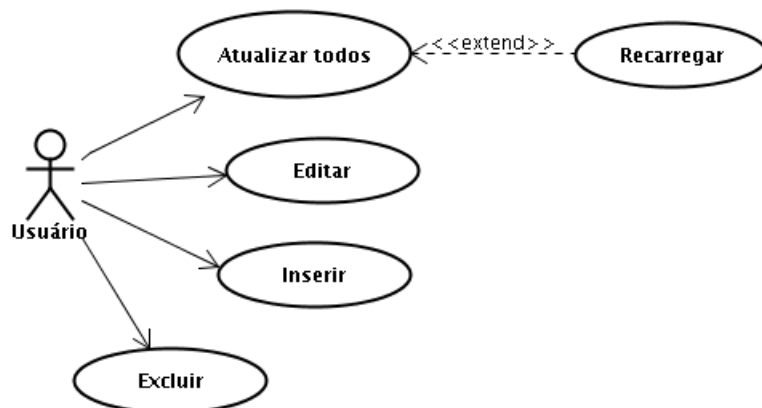 Atualizar todos
<<extend>>
Recarregar
Editar
Usuário
Inserir
Excluir